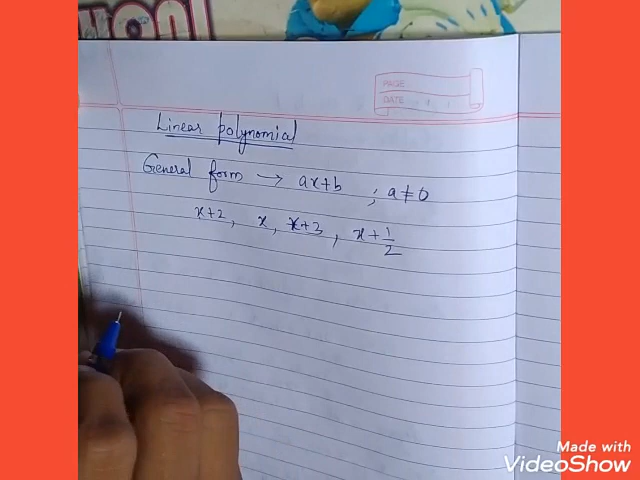 PAGE
DATE
Linear polynomial
General form → ax+b ; a≠0
x+2, x, x+3, x+1/2
Made with
VideoShow